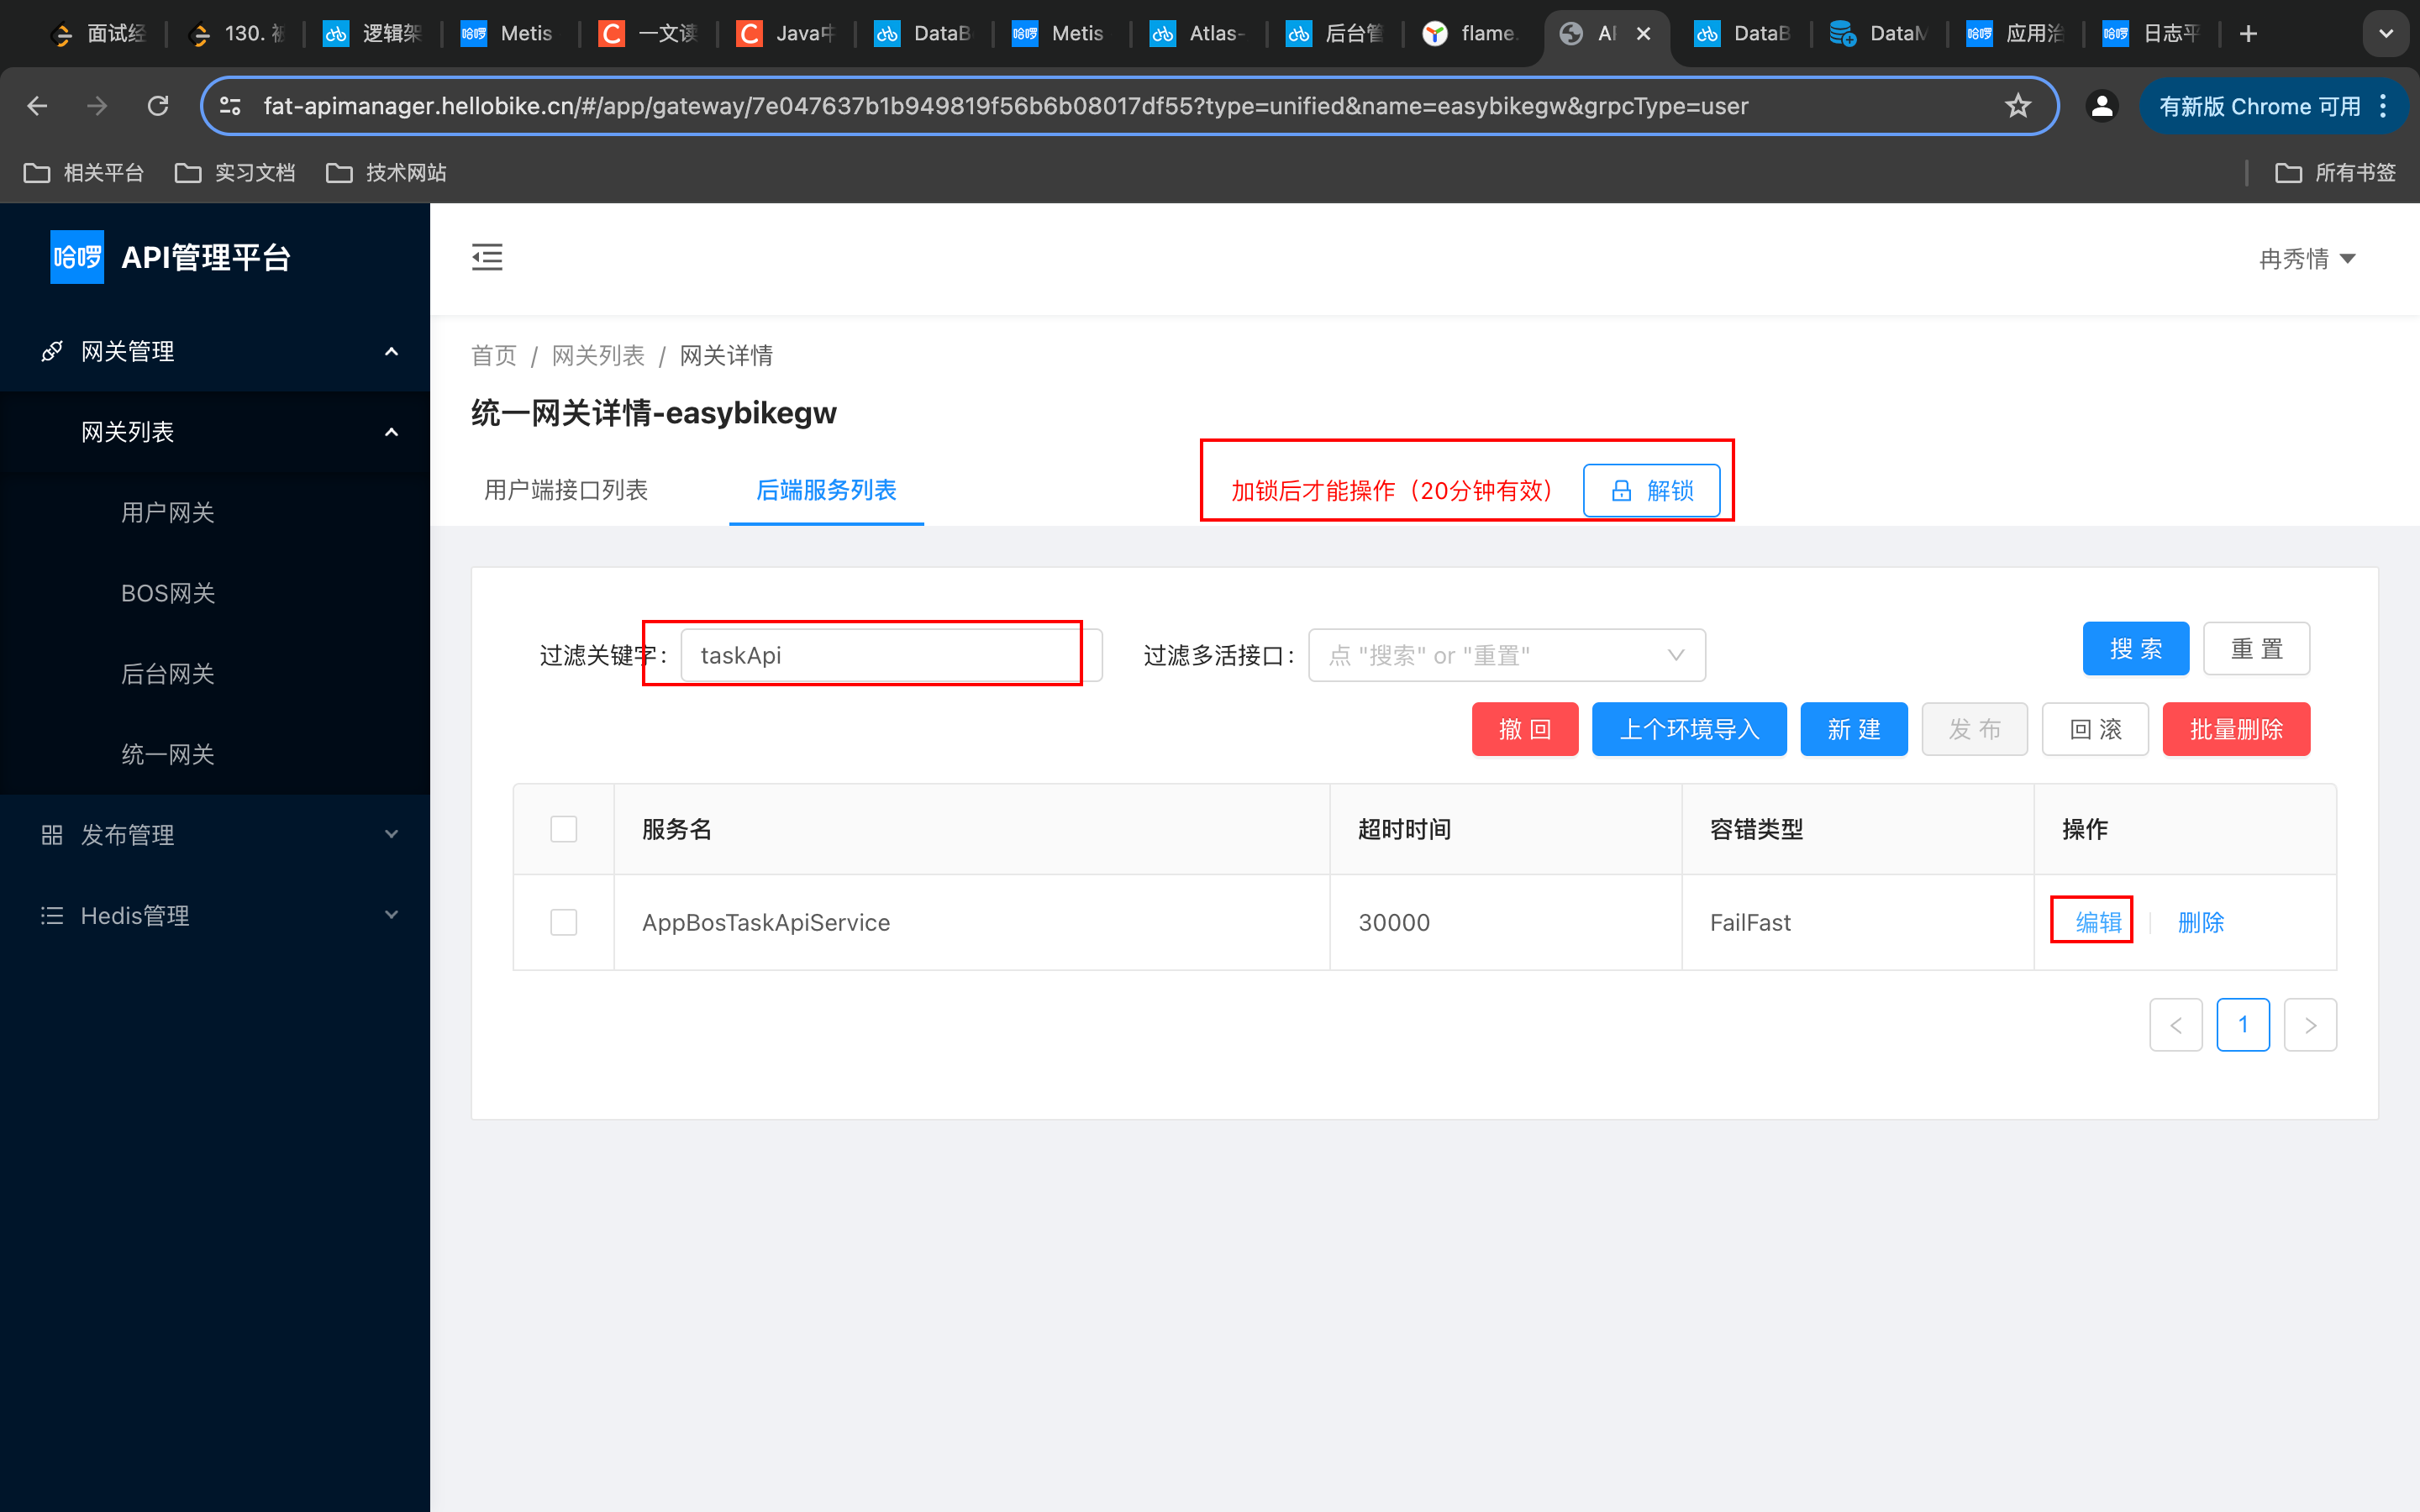 面试经 130. 被 逻辑架 Metis 一文读 Java中 DataB Metis Atlas- 后台管 flame. AI DataB DataM 应用治 日志平
fat-apimanager.hellobike.cn/#/app/gateway/7e047637b1b949819f56b6b08017df55?type=unified&name=easybikegw&grpcType=user 有新版 Chrome 可用
相关平台 实习文档 技术网站 所有书签
哈啰 API管理平台
冉秀情
网关管理
网关列表
用户网关
BOS网关
后台网关
统一网关
发布管理
Hedis管理
首页 / 网关列表 / 网关详情
统一网关详情-easybikegw
用户端接口列表 后端服务列表 加锁后才能操作（20分钟有效） 解锁
过滤关键字: taskApi 过滤多活接口: 点 "搜索" or "重置" 搜 索 重 置
撤 回 上个环境导入 新 建 发 布 回 滚 批量删除
服务名 超时时间 容错类型 操作
AppBosTaskApiService 30000 FailFast 编辑 删除
1